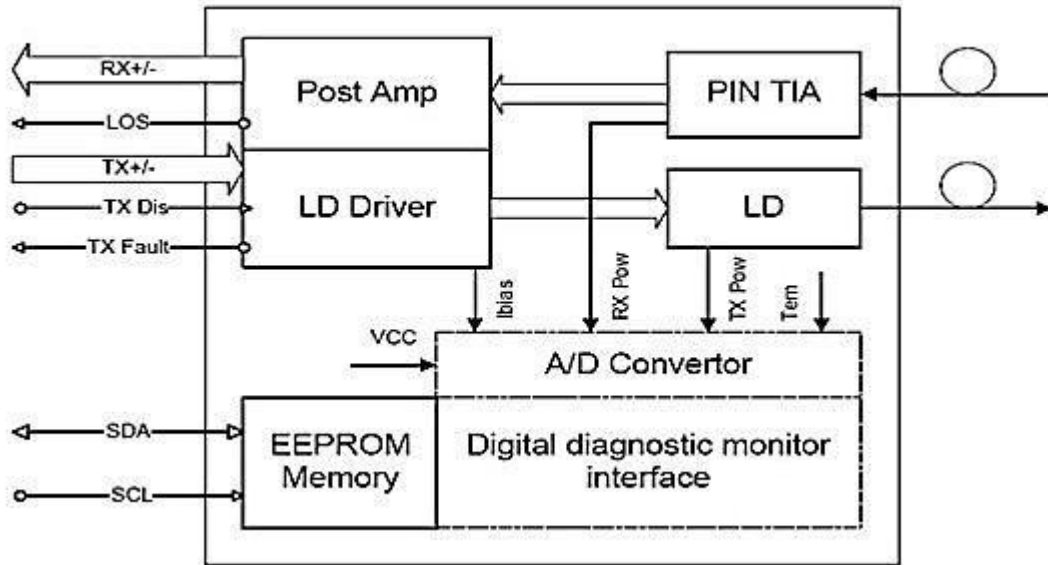 RX+/-
LOS
TX+/-
TX Dis
TX Fault
Post Amp
LD Driver
PIN TIA
LD
Ibias
RX Pow
TX Pow
Tem
VCC
A/D Convertor
SDA
SCL
EEPROM
Memory
Digital diagnostic monitor
interface